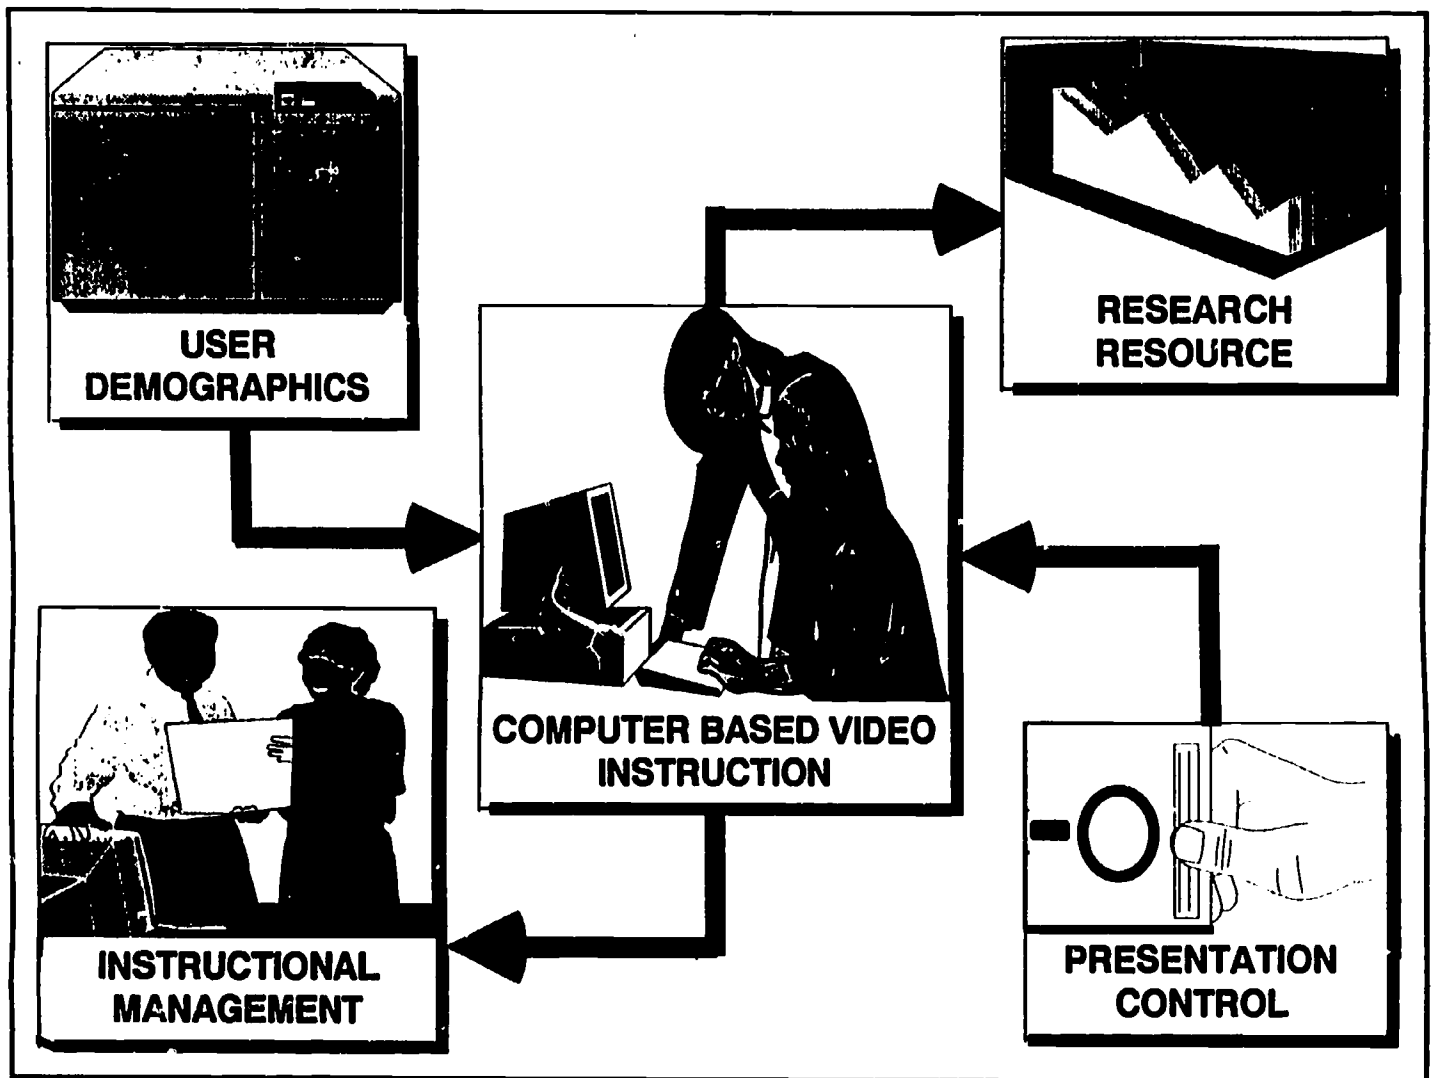 USER
DEMOGRAPHICS
RESEARCH
RESOURCE
COMPUTER BASED VIDEO
INSTRUCTION
INSTRUCTIONAL
MANAGEMENT
PRESENTATION
CONTROL